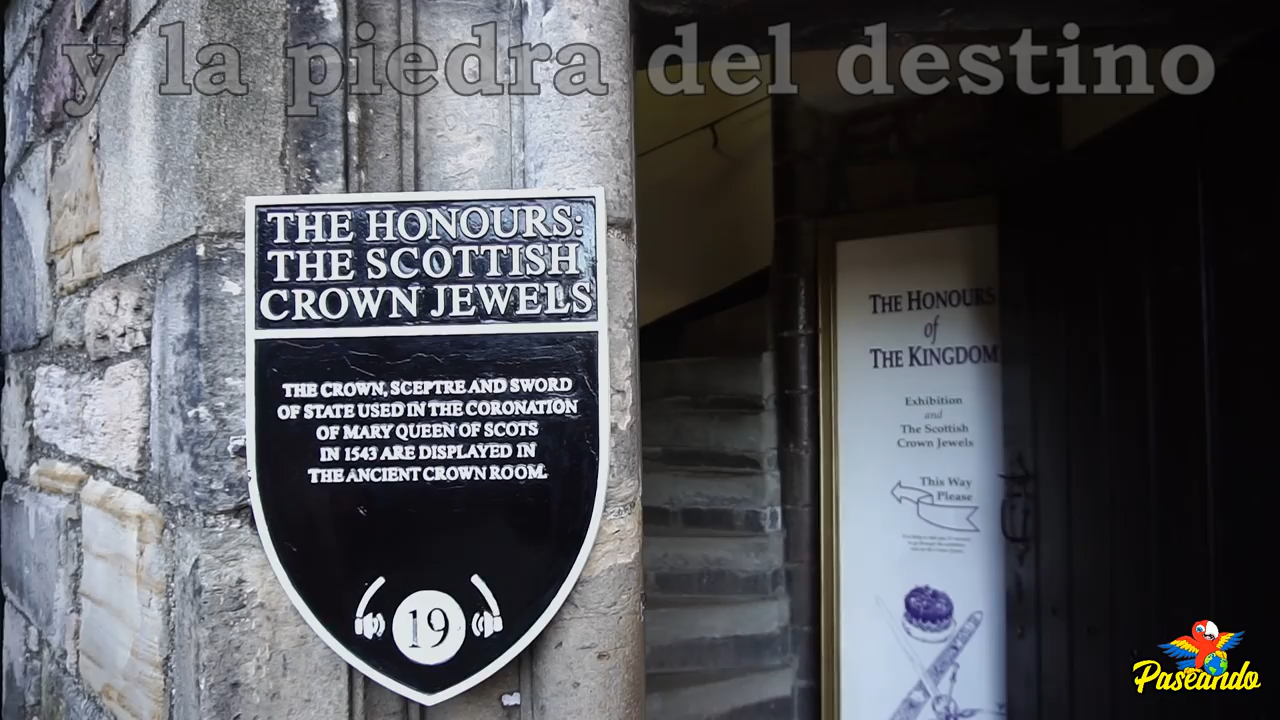 y la piedra del destino
THE HONOURS:
THE SCOTTISH
CROWN JEWELS
THE CROWN, SCEPTRE AND SWORD
OF STATE USED IN THE CORONATION
OF MARY QUEEN OF SCOTS
IN 1543 ARE DISPLAYED IN
THE ANCIENT CROWN ROOM.
19
THE HONOURS
of
THE KINGDOM
Exhibition
and
The Scottish
Crown Jewels
This Way
Please
Paseando